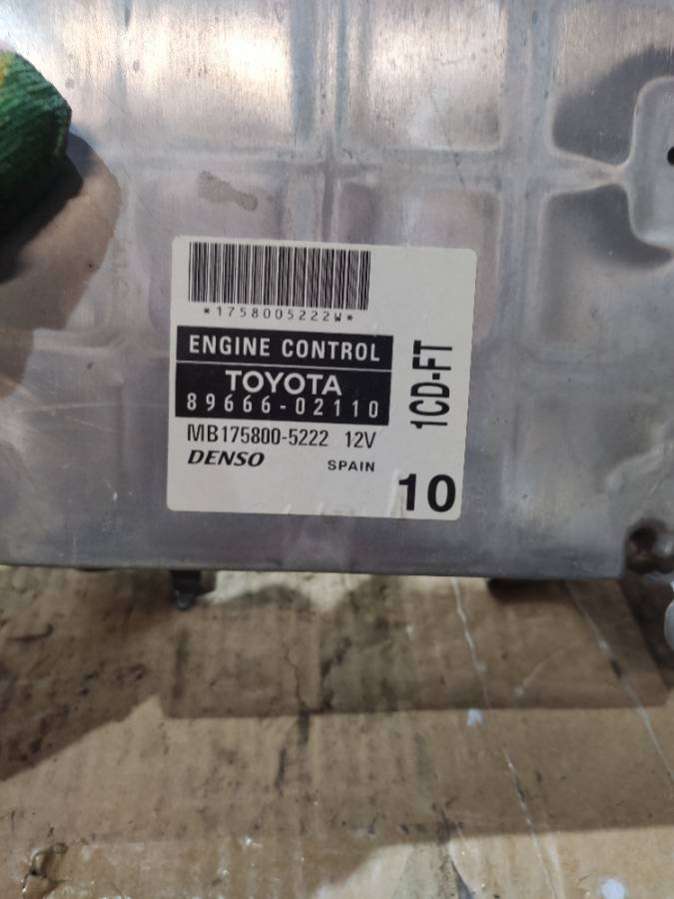 *1758005222W*
ENGINE CONTROL
TOYOTA
89666-02110
MB175800-5222 12V
DENSO SPAIN
1CD-FT
10